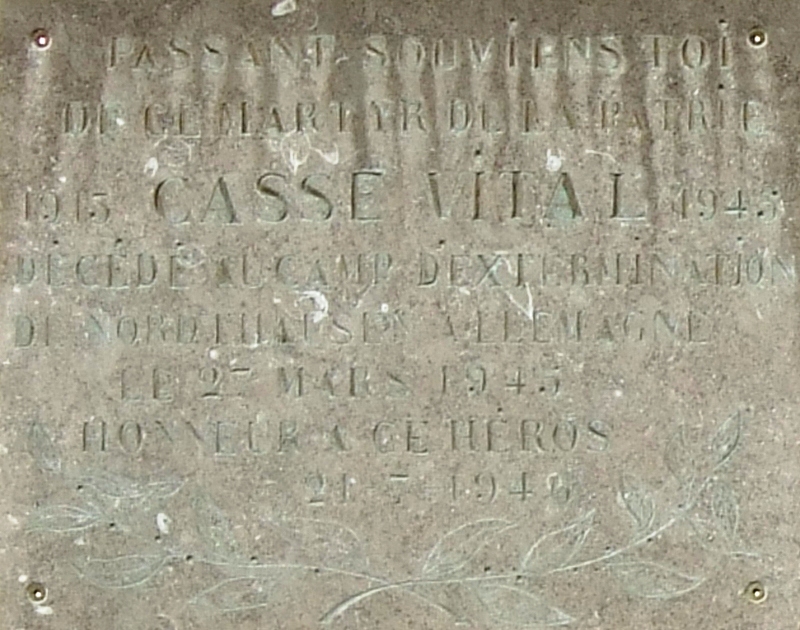 PASSANT SOUVIENS TOI
DE CE MARTYR DE LA PATRIE
1915 CASSE VITAL 1945
DÉCÉDÉ AU CAMP D'EXTERMINATION
DE NORDTHAUSEN ALLEMAGNE
LE 27 MARS 1945
HONNEUR A CE HÉROS
21-7-1946